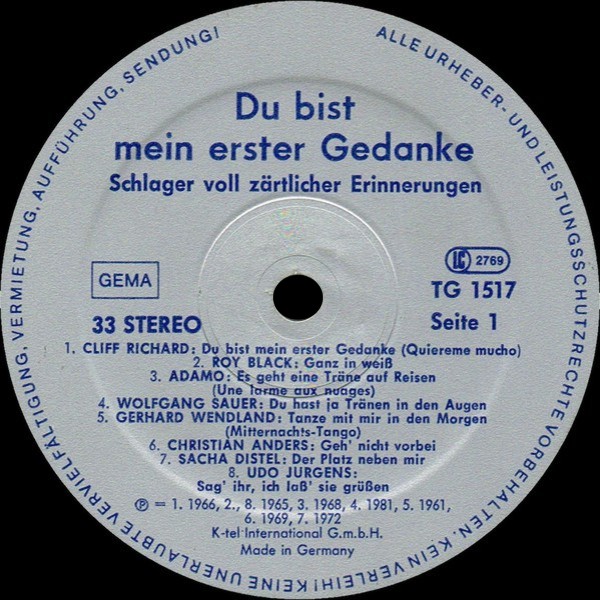 ALLE URHEBER- UND LEISTUNGSSCHUTZRECHTE VORBEHALTEN. KEIN VERLEIH! KEINE UNERLAUBTE VERVIELFÄLTIGUNG, VERMIETUNG, AUFFÜHRUNG, SENDUNG!
Du bist
mein erster Gedanke
Schlager voll zärtlicher Erinnerungen
GEMA
LC 2769
TG 1517
33 STEREO
Seite 1
1. CLIFF RICHARD: Du bist mein erster Gedanke (Quiereme mucho)
2. ROY BLACK: Ganz in weiß
3. ADAMO: Es geht eine Träne auf Reisen
(Une larme aux nuages)
4. WOLFGANG SAUER: Du hast ja Tränen in den Augen
5. GERHARD WENDLAND: Tanze mit mir in den Morgen
(Mitternachts-Tango)
6. CHRISTIAN ANDERS: Geh' nicht vorbei
7. SACHA DISTEL: Der Platz neben mir
8. UDO JURGENS:
Sag' ihr, ich laß' sie grüßen
Ⓟ = 1. 1966, 2., 8. 1965, 3. 1968, 4. 1981, 5. 1961,
6. 1969, 7. 1972
K-tel International G.m.b.H.
Made in Germany